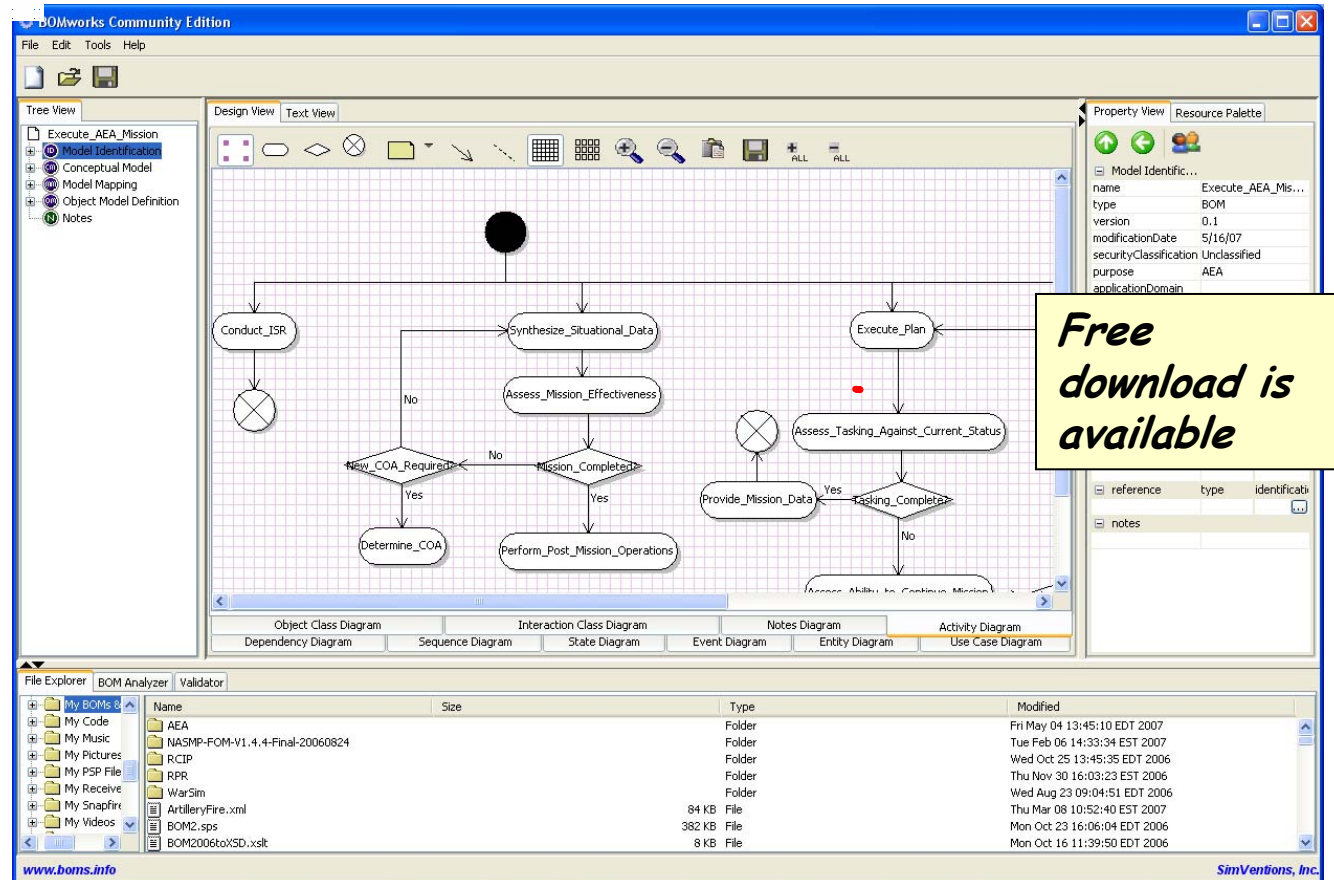 BOMworks Community Edition
File Edit Tools Help
Tree View
Execute_AEA_Mission
Model Identification
Conceptual Model
Model Mapping
Object Model Definition
Notes
Design View Text View
ALL ALL
Conduct_ISR
Synthesize_Situational_Data
Execute_Plan
No
Assess_Mission_Effectiveness
Assess_Tasking_Against_Current_Status
New_COA_Required?
No
Mission_Completed?
Provide_Mission_Data
Yes
Tasking_Complete?
Yes
Yes
No
Determine_COA
Perform_Post_Mission_Operations
Assess_Ability_to_Continue_Mission
Object Class Diagram Interaction Class Diagram Notes Diagram Activity Diagram
Dependency Diagram Sequence Diagram State Diagram Event Diagram Entity Diagram Use Case Diagram
Property View Resource Palette
Model Identific...
name Execute_AEA_Mis...
type BOM
version 0.1
modificationDate 5/16/07
securityClassification Unclassified
purpose AEA
applicationDomain
Free
download is
available
reference type identificati
...
notes
File Explorer BOM Analyzer Validator
My BOMs &
My Code
My Music
My Pictures
My PSP File
My Receive
My Snapfire
My Videos
Name Size Type Modified
AEA Folder Fri May 04 13:45:10 EDT 2007
NASMP-FOM-V1.4.4-Final-20060824 Folder Tue Feb 06 14:33:34 EST 2007
RCIP Folder Wed Oct 25 13:45:35 EDT 2006
RPR Folder Thu Nov 30 16:03:23 EST 2006
WarSim Folder Wed Aug 23 09:04:51 EDT 2006
ArtilleryFire.xml 84 KB File Thu Mar 08 10:52:40 EST 2007
BOM2.sps 382 KB File Mon Oct 23 16:06:04 EDT 2006
BOM2006toXSD.xslt 8 KB File Mon Oct 16 11:39:50 EDT 2006
www.boms.info SimVentions, Inc.